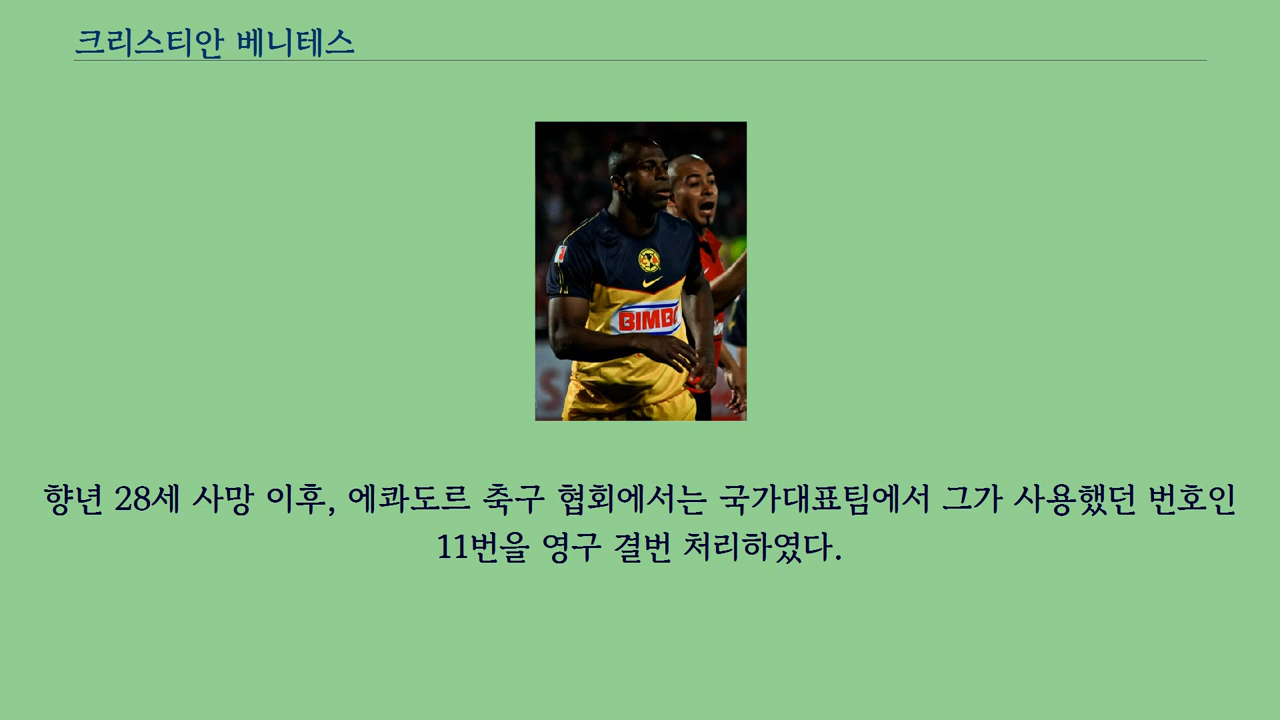 크리스티안 베니테스
BIMBO
향년 28세 사망 이후, 에콰도르 축구 협회에서는 국가대표팀에서 그가 사용했던 번호인
11번을 영구 결번 처리하였다.